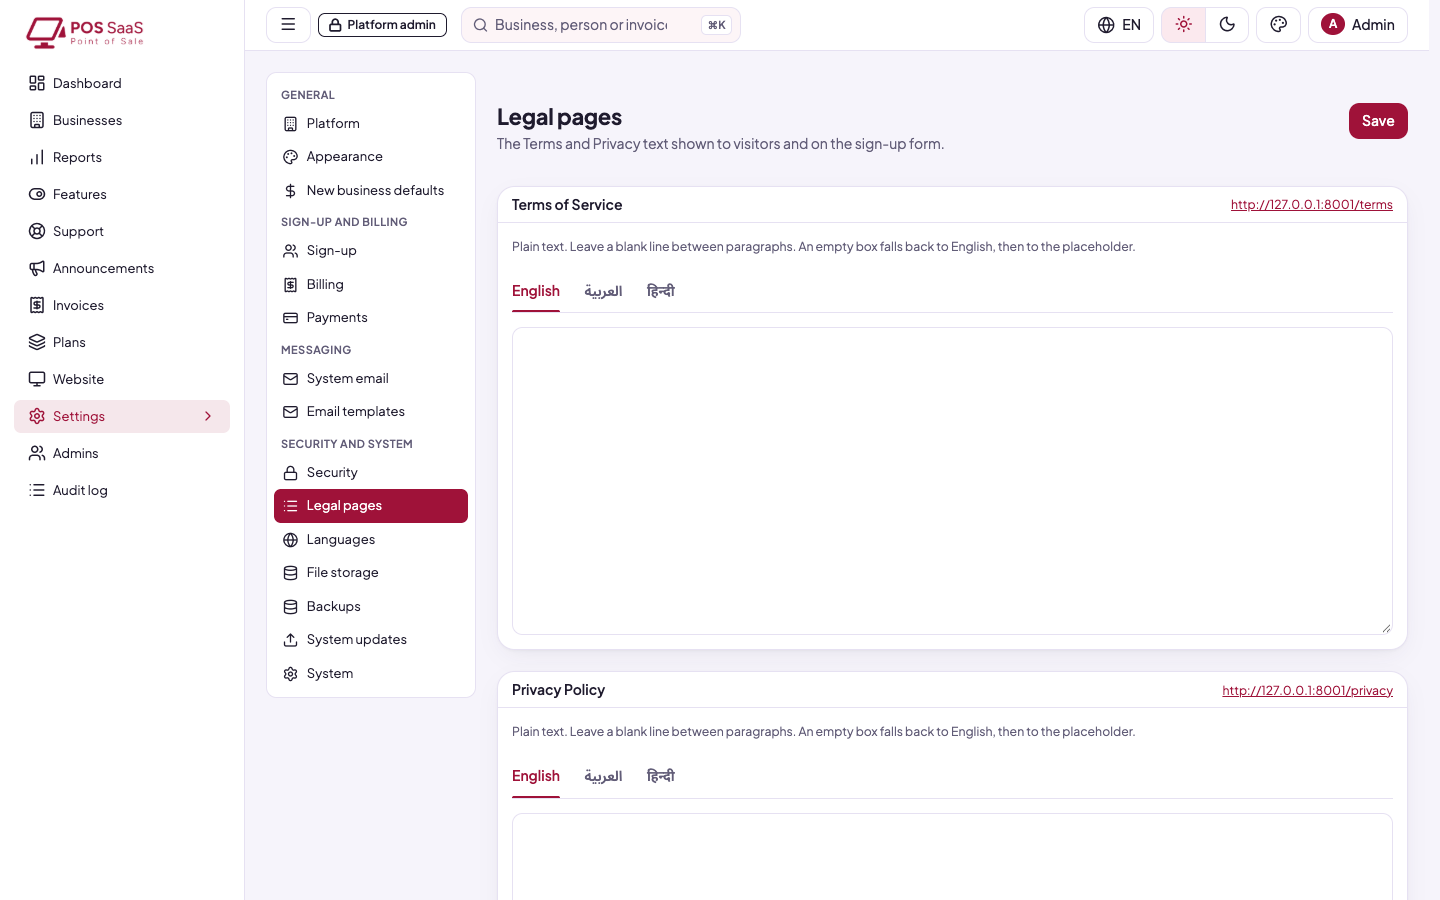 POS SaaS
Point of Sale
Dashboard
Businesses
Reports
Features
Support
Announcements
Invoices
Plans
Website
Settings
Admins
Audit log
Platform admin
Business, person or invoic
⌘K
EN
A
Admin
GENERAL
Platform
Appearance
New business defaults
SIGN-UP AND BILLING
Sign-up
Billing
Payments
MESSAGING
System email
Email templates
SECURITY AND SYSTEM
Security
Legal pages
Languages
File storage
Backups
System updates
System
Legal pages
The Terms and Privacy text shown to visitors and on the sign-up form.
Save
Terms of Service
http://127.0.0.1:8001/terms
Plain text. Leave a blank line between paragraphs. An empty box falls back to English, then to the placeholder.
English العربية हिन्दी
Privacy Policy
http://127.0.0.1:8001/privacy
Plain text. Leave a blank line between paragraphs. An empty box falls back to English, then to the placeholder.
English العربية हिन्दी